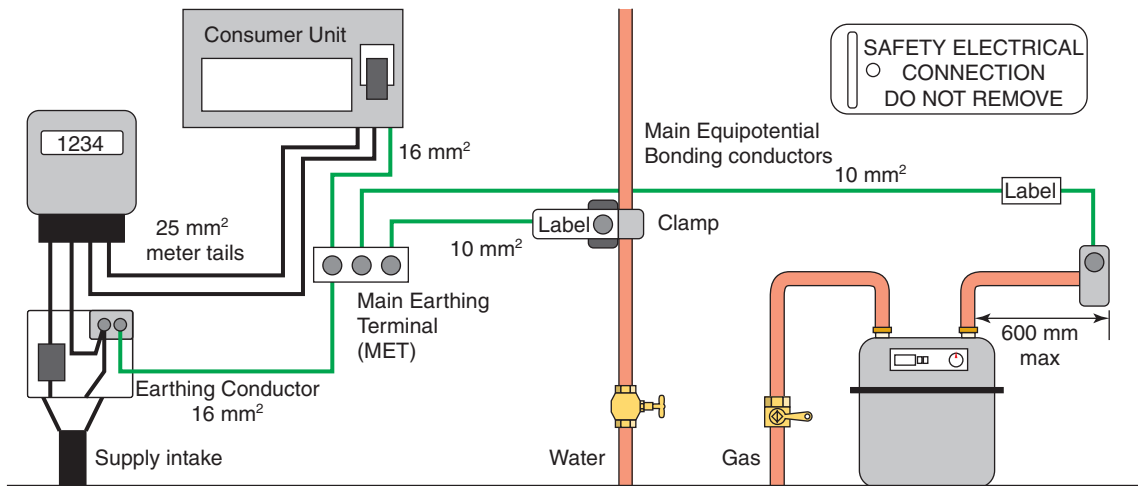 Consumer Unit
SAFETY ELECTRICAL
CONNECTION
DO NOT REMOVE
1234
16 mm²
Main Equipotential
Bonding conductors
10 mm²
Label
25 mm²
meter tails
Label
Clamp
10 mm²
Main Earthing
Terminal
(MET)
600 mm
max
Earthing Conductor
16 mm²
Supply intake
Water
Gas